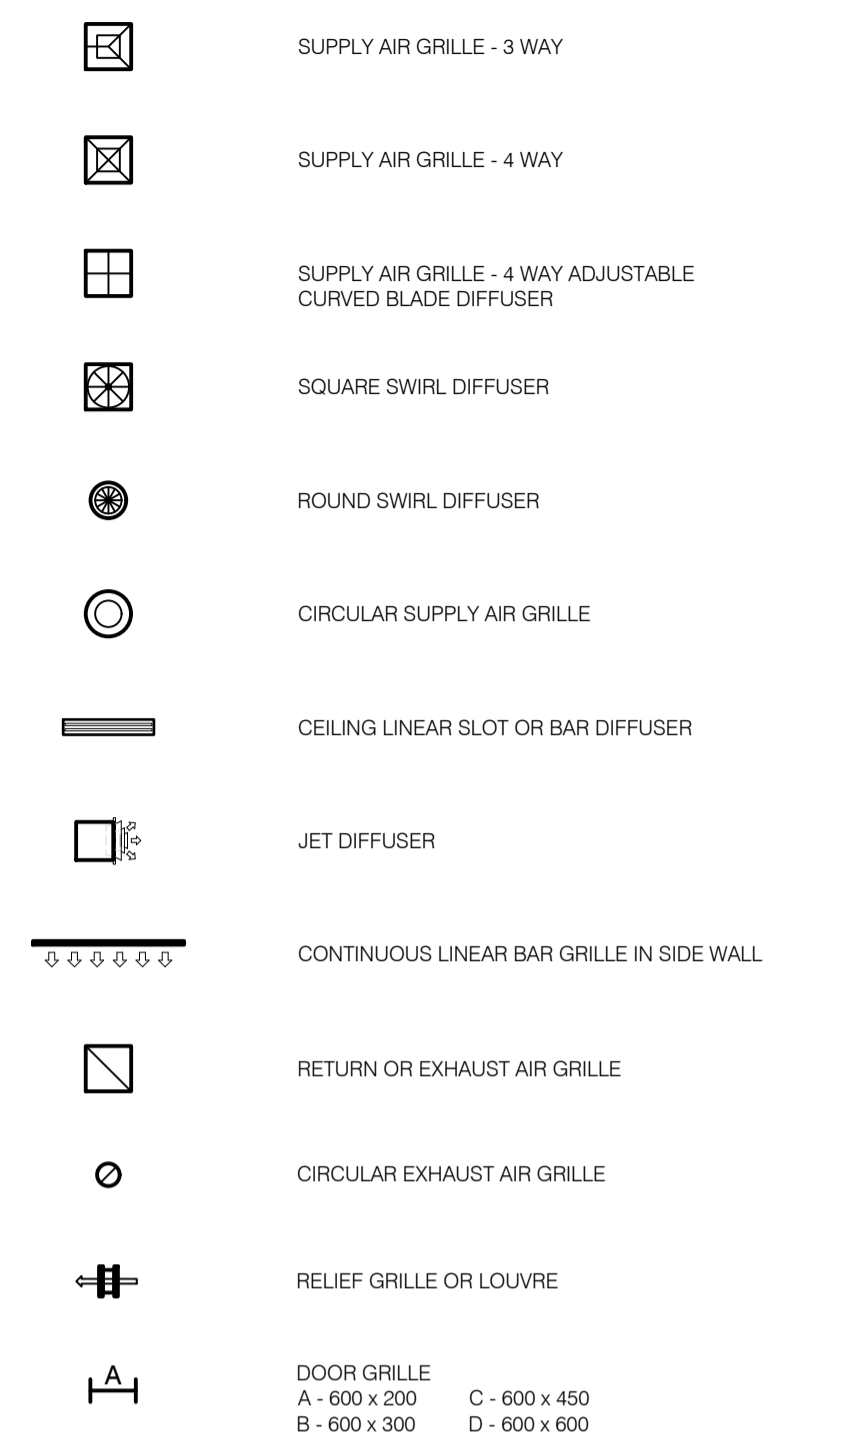 SUPPLY AIR GRILLE - 3 WAY
SUPPLY AIR GRILLE - 4 WAY
SUPPLY AIR GRILLE - 4 WAY ADJUSTABLE
CURVED BLADE DIFFUSER
SQUARE SWIRL DIFFUSER
ROUND SWIRL DIFFUSER
CIRCULAR SUPPLY AIR GRILLE
CEILING LINEAR SLOT OR BAR DIFFUSER
JET DIFFUSER
CONTINUOUS LINEAR BAR GRILLE IN SIDE WALL
RETURN OR EXHAUST AIR GRILLE
CIRCULAR EXHAUST AIR GRILLE
RELIEF GRILLE OR LOUVRE
A
DOOR GRILLE
A - 600 x 200 C - 600 x 450
B - 600 x 300 D - 600 x 600